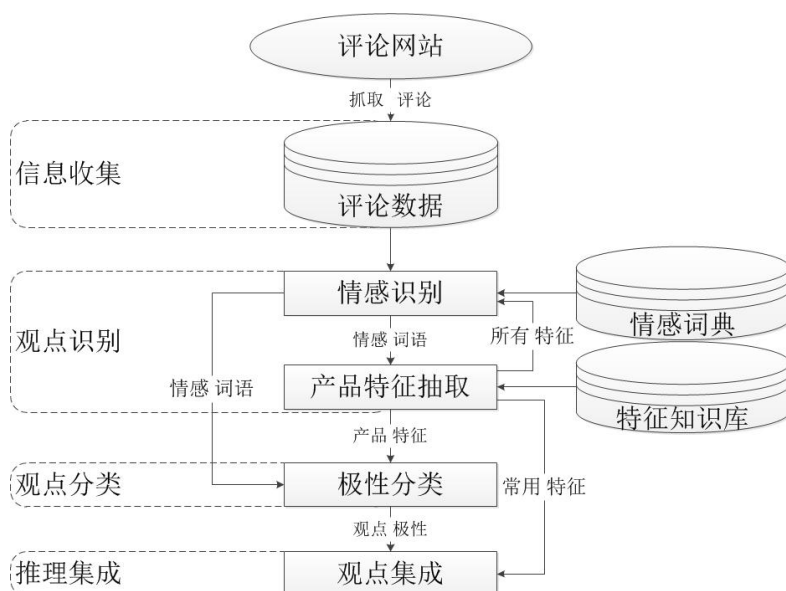 评论网站
抓取 评论
信息收集
评论数据
情感识别
情感词典
观点识别
情感 词语
所有 特征
情感 词语
产品特征抽取
特征知识库
产品 特征
观点分类
极性分类
常用 特征
观点 极性
推理集成
观点集成